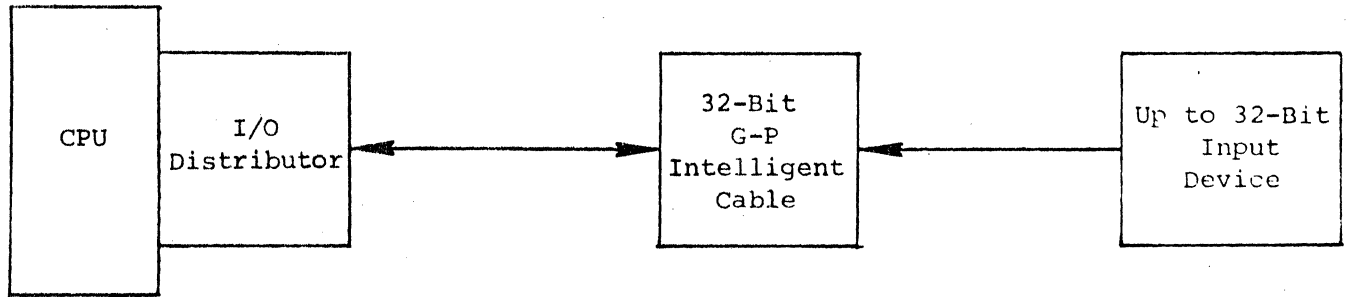 CPU
I/O
Distributor
32-Bit
G-P
Intelligent
Cable
Up to 32-Bit
Input
Device